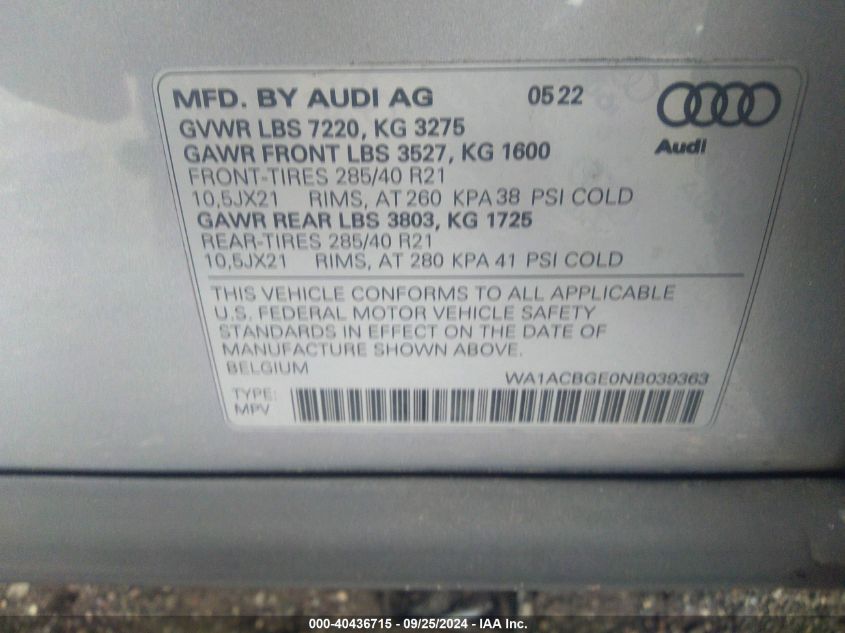 MFD. BY AUDI AG 05 22
GVWR LBS 7220, KG 3275
GAWR FRONT LBS 3527, KG 1600
Audi
FRONT-TIRES 285/40 R21
10,5JX21 RIMS, AT 260 KPA 38 PSI COLD
GAWR REAR LBS 3803, KG 1725
REAR-TIRES 285/40 R21
10,5JX21 RIMS, AT 280 KPA 41 PSI COLD
THIS VEHICLE CONFORMS TO ALL APPLICABLE
U.S. FEDERAL MOTOR VEHICLE SAFETY
STANDARDS IN EFFECT ON THE DATE OF
MANUFACTURE SHOWN ABOVE.
BELGIUM
WA1ACBGE0NB039363
TYPE:
MPV
000-40436715 - 09/25/2024 - IAA Inc.